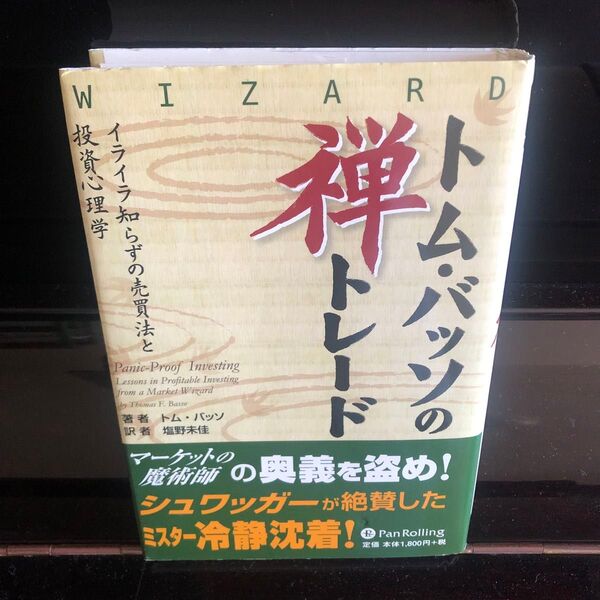 WIZARD
トム・バッソの
禅トレード
イライラ知らずの売買法と
投資心理学
Panic-Proof Investing
Lessons in Profitable Investing
from a Market Wizard
by Thomas F. Basso
著者 トム・バッソ
訳者 塩野未佳
マーケットの
魔術師の奥義を盗め!
シュワッガーが絶賛した
ミスター冷静沈着!
PanRolling
定価 本体1,800円+税